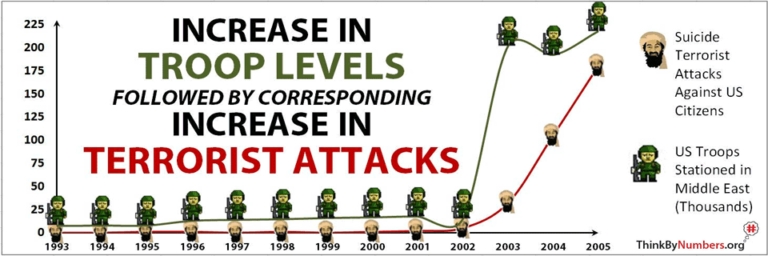 INCREASE IN
TROOP LEVELS
FOLLOWED BY CORRESPONDING
INCREASE IN
TERRORIST ATTACKS
225
200
175
150
125
100
75
50
25
0
1993 1994 1995 1996 1997 1998 1999 2000 2001 2002 2003 2004 2005
Suicide
Terrorist
Attacks
Against US
Citizens
US Troops
Stationed in
Middle East
(Thousands)
ThinkByNumbers.org
#